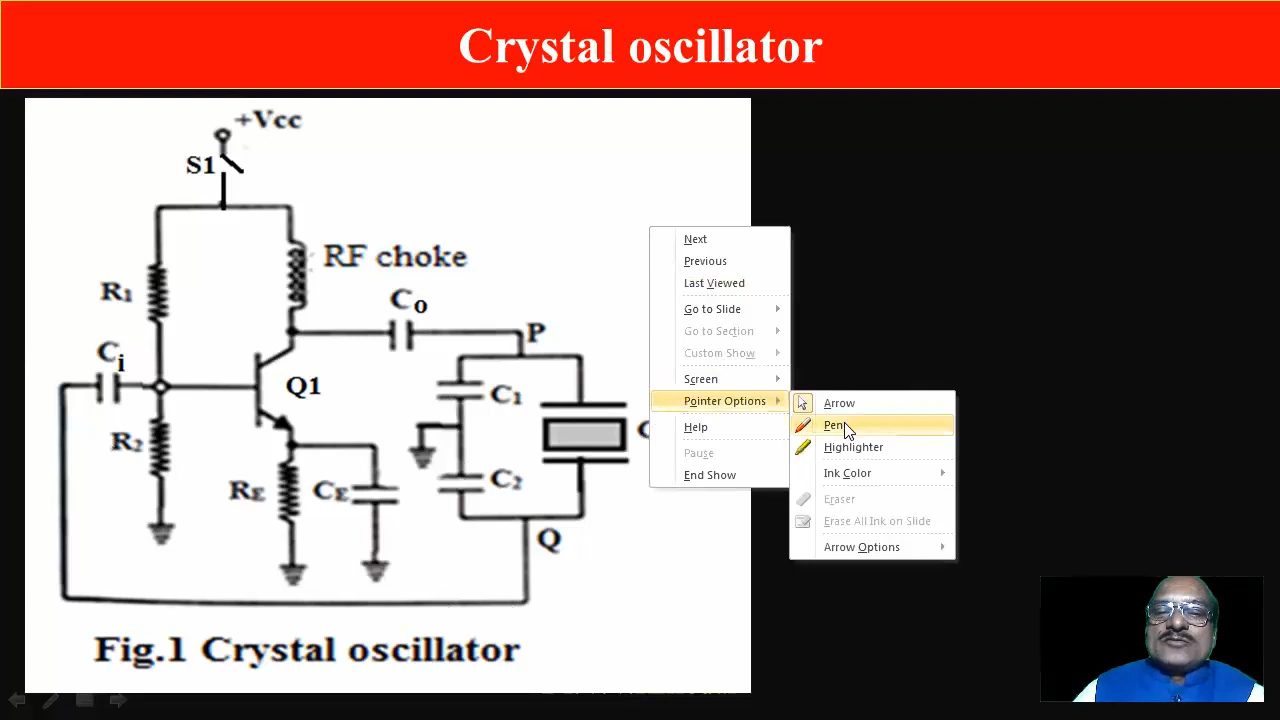 Crystal oscillator
+Vcc
S1
RF choke
R1
Co
P
Ci
Q1
C1
R2
RE
CE
C2
Q
Fig.1 Crystal oscillator
Next
Previous
Last Viewed
Go to Slide
Go to Section
Custom Show
Screen
Pointer Options
Help
Pause
End Show
Arrow
Pen
Highlighter
Ink Color
Eraser
Erase All Ink on Slide
Arrow Options